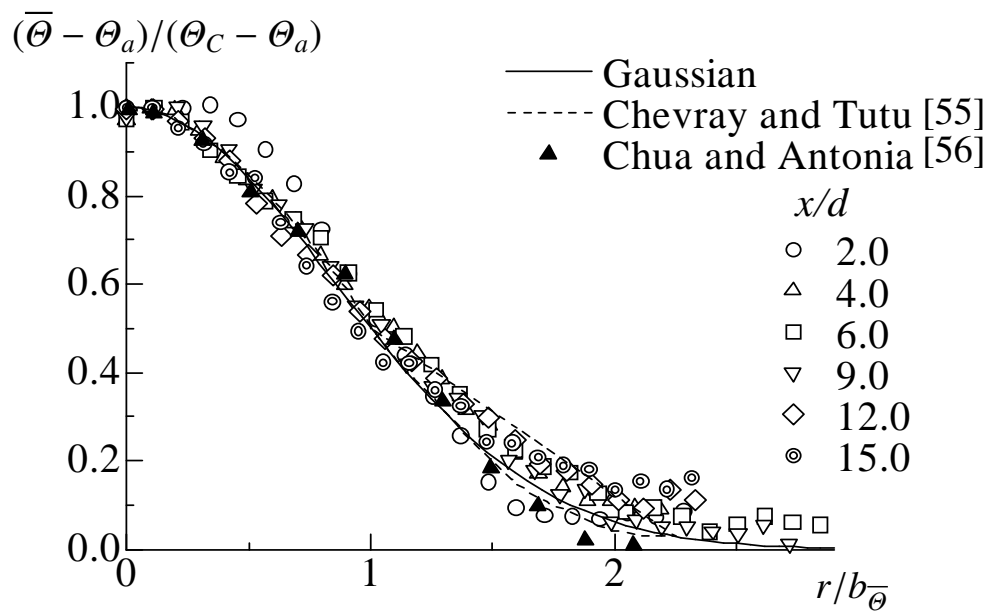 (Θ̅ − Θₐ)/(Θ_C − Θₐ)
Gaussian
Chevray and Tutu [55]
Chua and Antonia [56]
x/d
2.0
4.0
6.0
9.0
12.0
15.0
1.0
0.8
0.6
0.4
0.2
0.0
0 1 2
r/b_Θ̅